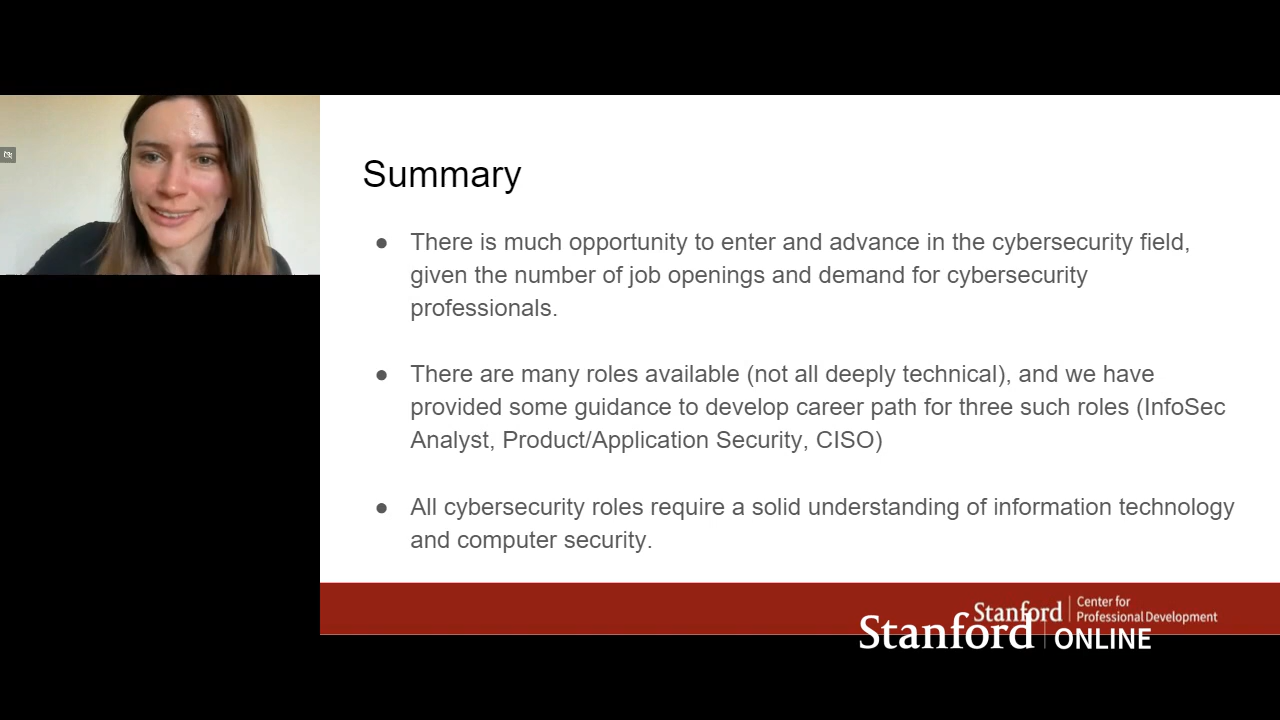 Summary
● There is much opportunity to enter and advance in the cybersecurity field,
given the number of job openings and demand for cybersecurity
professionals.
● There are many roles available (not all deeply technical), and we have
provided some guidance to develop career path for three such roles (InfoSec
Analyst, Product/Application Security, CISO)
● All cybersecurity roles require a solid understanding of information technology
and computer security.
Stanford | Center for
Professional Development
Stanford | ONLINE